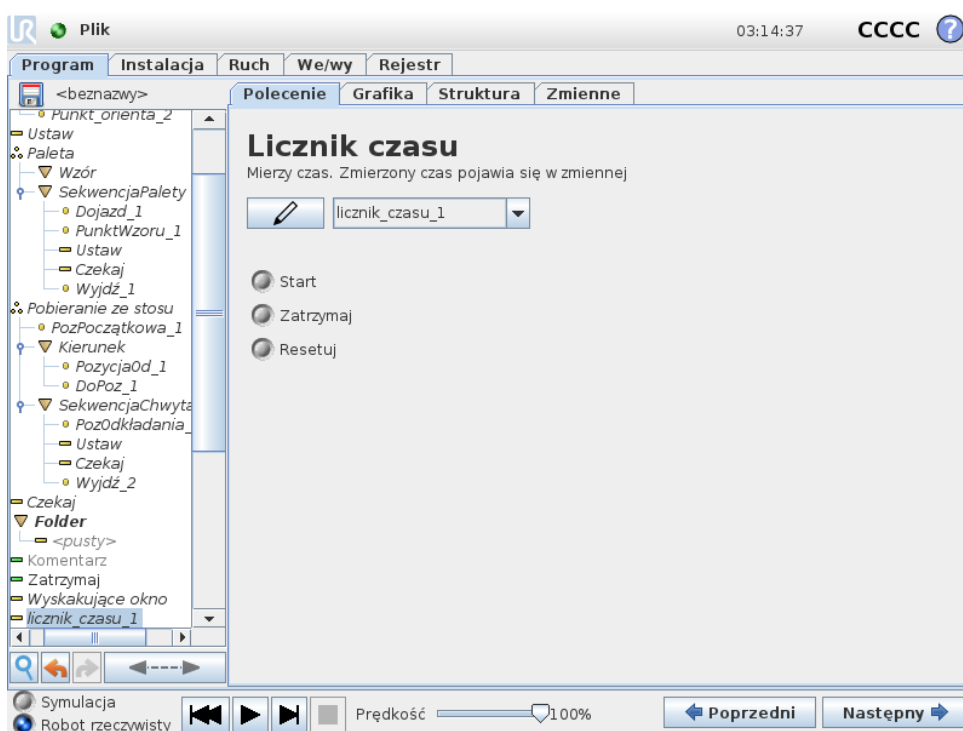 UR Plik 03:14:37 CCCC ?
Program Instalacja Ruch We/wy Rejestr
<beznazwy> Polecenie Grafika Struktura Zmienne
Punkt_orienta_2
Ustaw
Paleta
Wzór
SekwencjaPalety
Dojazd_1
PunktWzoru_1
Ustaw
Czekaj
Wyjdź_1
Pobieranie ze stosu
PozPoczątkowa_1
Kierunek
PozycjaOd_1
DoPoz_1
SekwencjaChwyta
PozOdkładania_
Ustaw
Czekaj
Wyjdź_2
Czekaj
Folder
<pusty>
Komentarz
Zatrzymaj
Wyskakujące okno
licznik_czasu_1
Licznik czasu
Mierzy czas. Zmierzony czas pojawia się w zmiennej
licznik_czasu_1
Start
Zatrzymaj
Resetuj
Symulacja
Robot rzeczywisty
Prędkość 100%
Poprzedni Następny